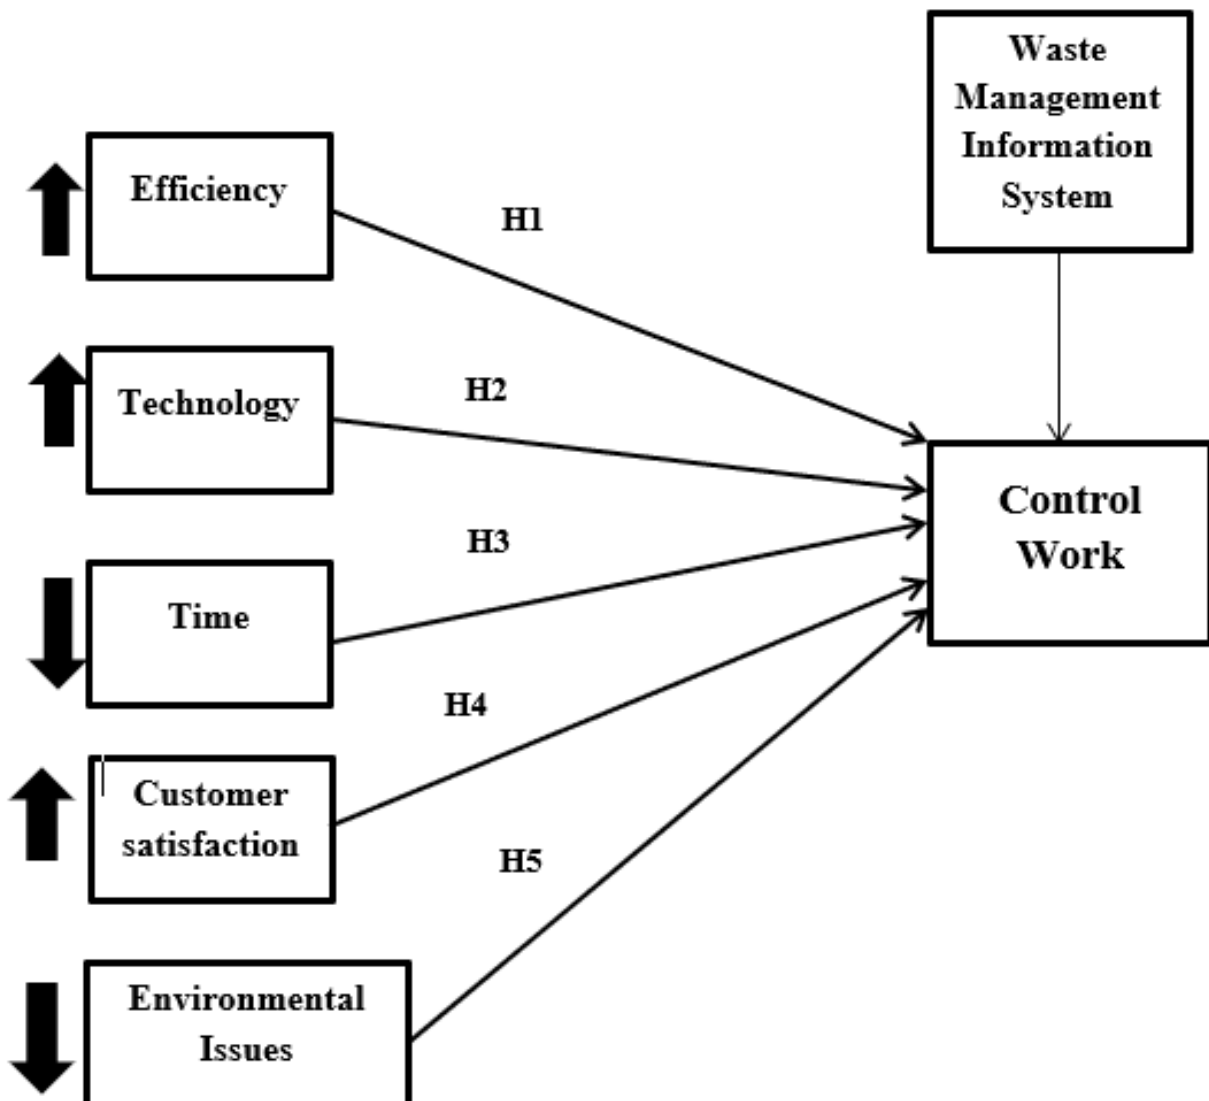 Waste
Management
Information
System
Efficiency
H1
Technology
H2
Control
Work
H3
Time
H4
Customer
satisfaction
H5
Environmental
Issues